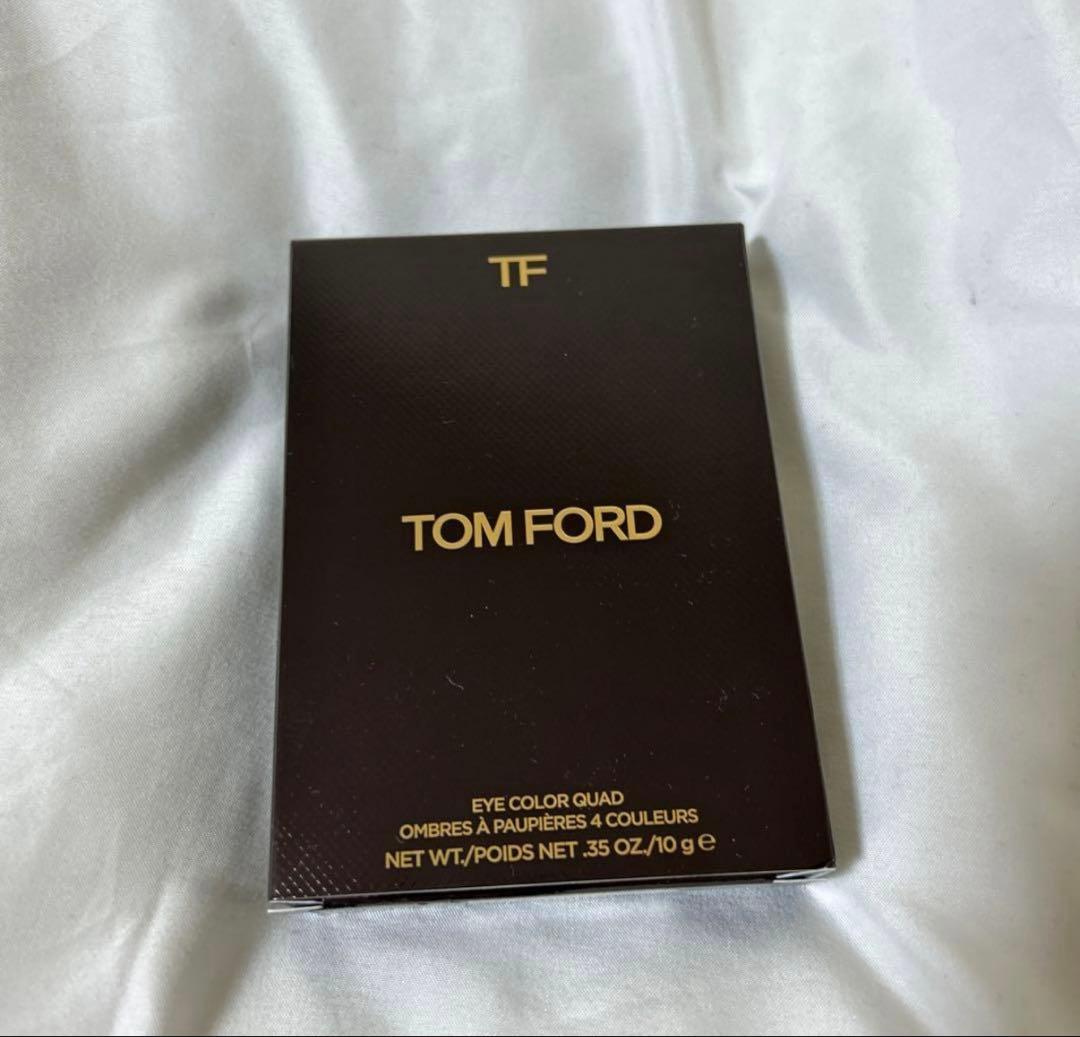 TF
TOM FORD
EYE COLOR QUAD
OMBRES À PAUPIÈRES 4 COULEURS
NET WT./POIDS NET .35 OZ./10 g ℮